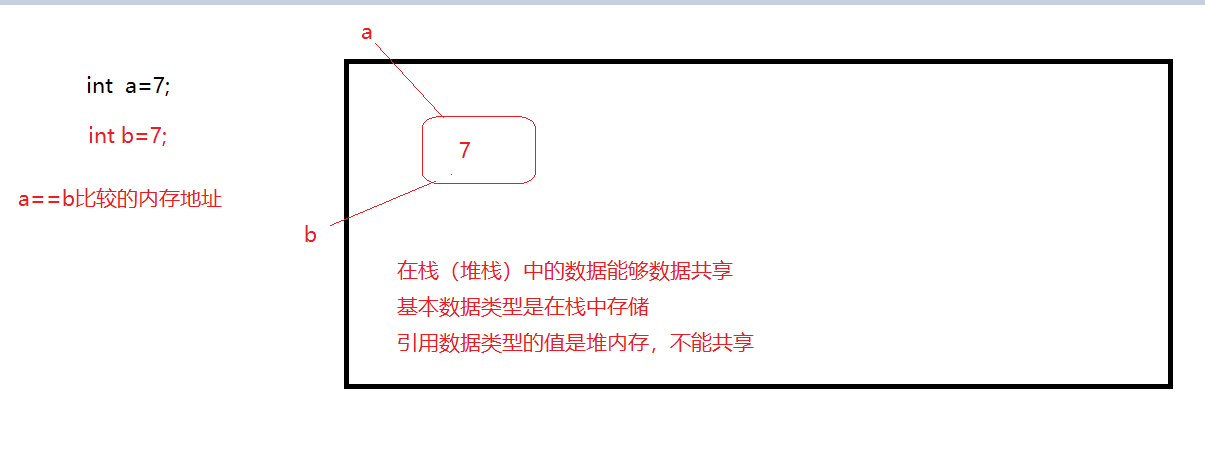 a
int  a=7;
int b=7;
7
a==b比较的内存地址
b
在栈（堆栈）中的数据能够数据共享
基本数据类型是在栈中存储
引用数据类型的值是堆内存，不能共享